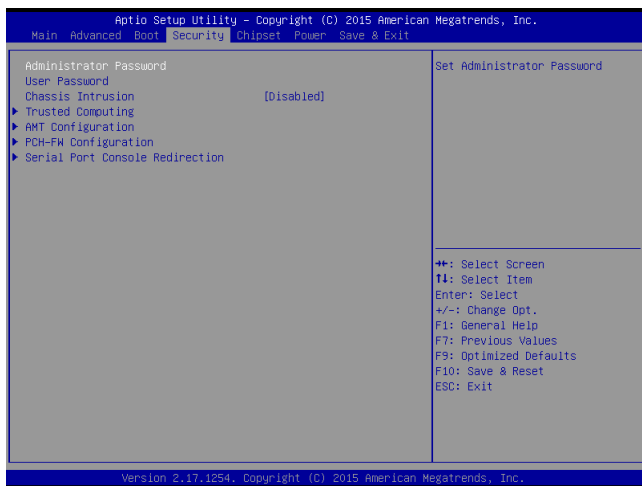 Aptio Setup Utility – Copyright (C) 2015 American Megatrends, Inc.
Main Advanced Boot Security Chipset Power Save & Exit
Administrator Password
User Password
Chassis Intrusion [Disabled]
Trusted Computing
AMT Configuration
PCH-FW Configuration
Serial Port Console Redirection
Set Administrator Password
→←: Select Screen
↑↓: Select Item
Enter: Select
+/-: Change Opt.
F1: General Help
F7: Previous Values
F9: Optimized Defaults
F10: Save & Reset
ESC: Exit
Version 2.17.1254. Copyright (C) 2015 American Megatrends, Inc.